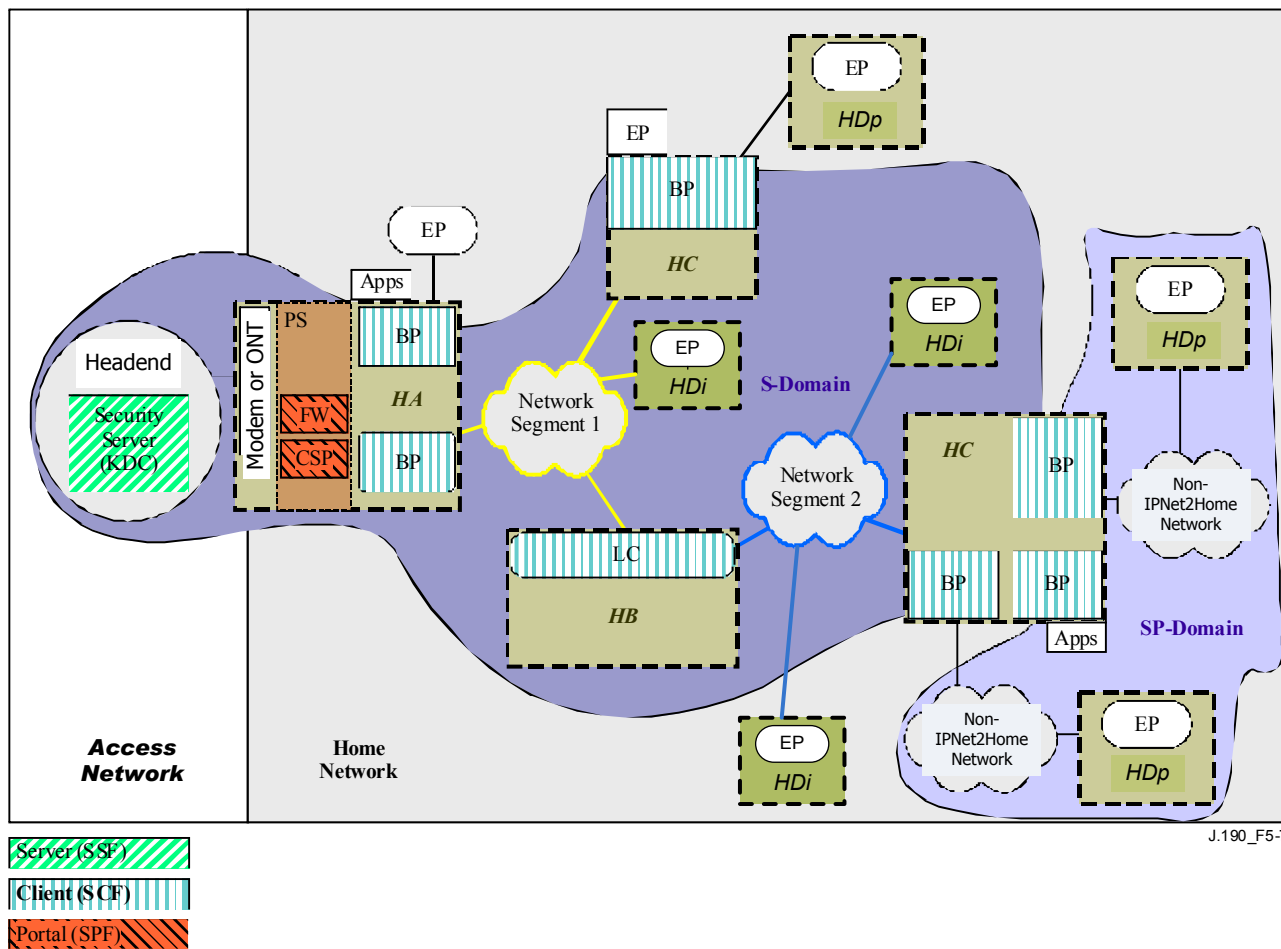 EP
HDp
EP
BP
HC
EP
Apps
Modem or ONT
PS
FW
CSP
BP
HA
BP
Headend
Security
Server
(KDC)
Network
Segment 1
EP
HDi
S-Domain
EP
HDi
Network
Segment 2
LC
HB
EP
HDi
HC
BP
BP
BP
Apps
EP
HDp
Non-
IPNet2Home
Network
SP-Domain
Non-
IPNet2Home
Network
EP
HDp
Access
Network
Home
Network
J.190_F5-
Server (SSF)
Client (SCF)
Portal (SPF)